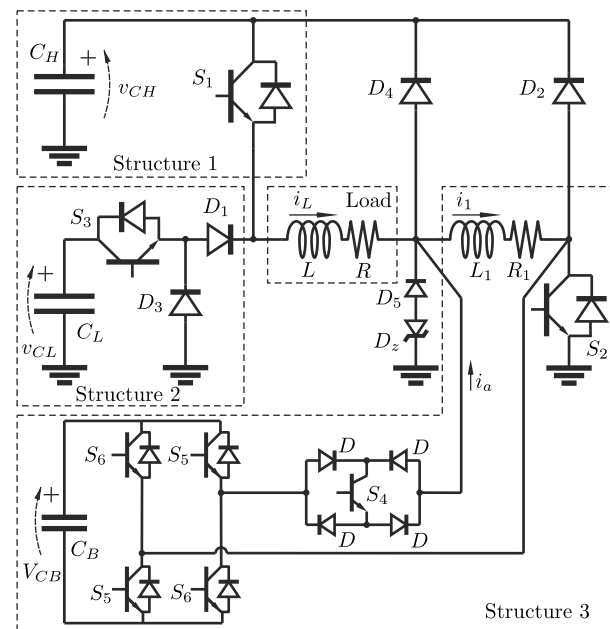 C_H + v_CH S_1 D_4 D_2
Structure 1
S_3 D_1 i_L Load i_1
+ L R L_1 R_1
v_CL C_L D_3 D_5 D_z S_2
Structure 2 i_a
+ S_6 S_5 D D
V_CB C_B S_4
S_5 S_6 D D
Structure 3